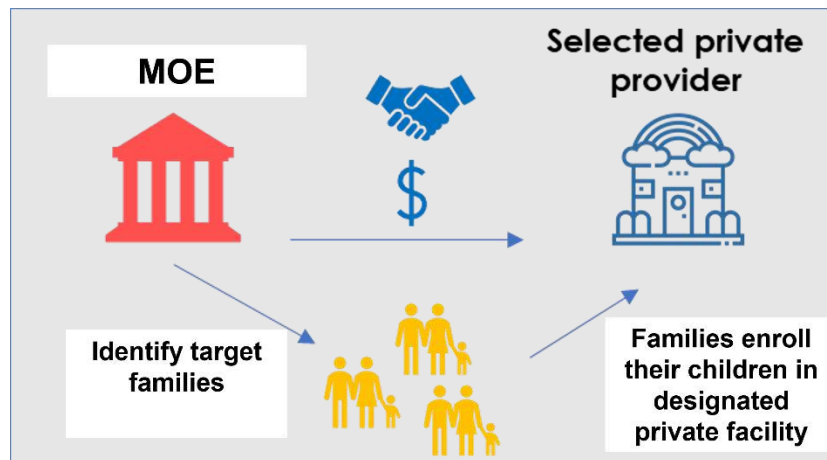 MOE
Selected private
provider
$
Identify target
families
Families enroll
their children in
designated
private facility